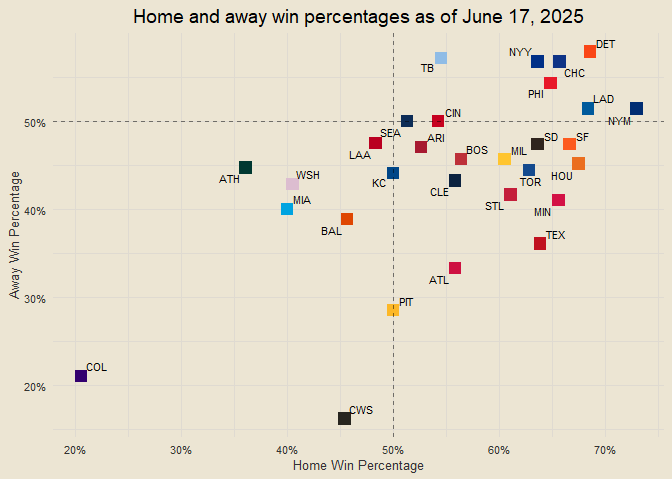 Home and away win percentages as of June 17, 2025
DET
NYY
TB
CHC
PHI
LAD
NYM
CIN
50%
SEA
ARI
SD
SF
LAA
BOS
MIL
ATH
WSH
KC
CLE
TOR
HOU
MIA
STL
MIN
40%
BAL
TEX
ATL
Away Win Percentage
30%
PIT
COL
20%
CWS
20%
30%
40%
50%
60%
70%
Home Win Percentage